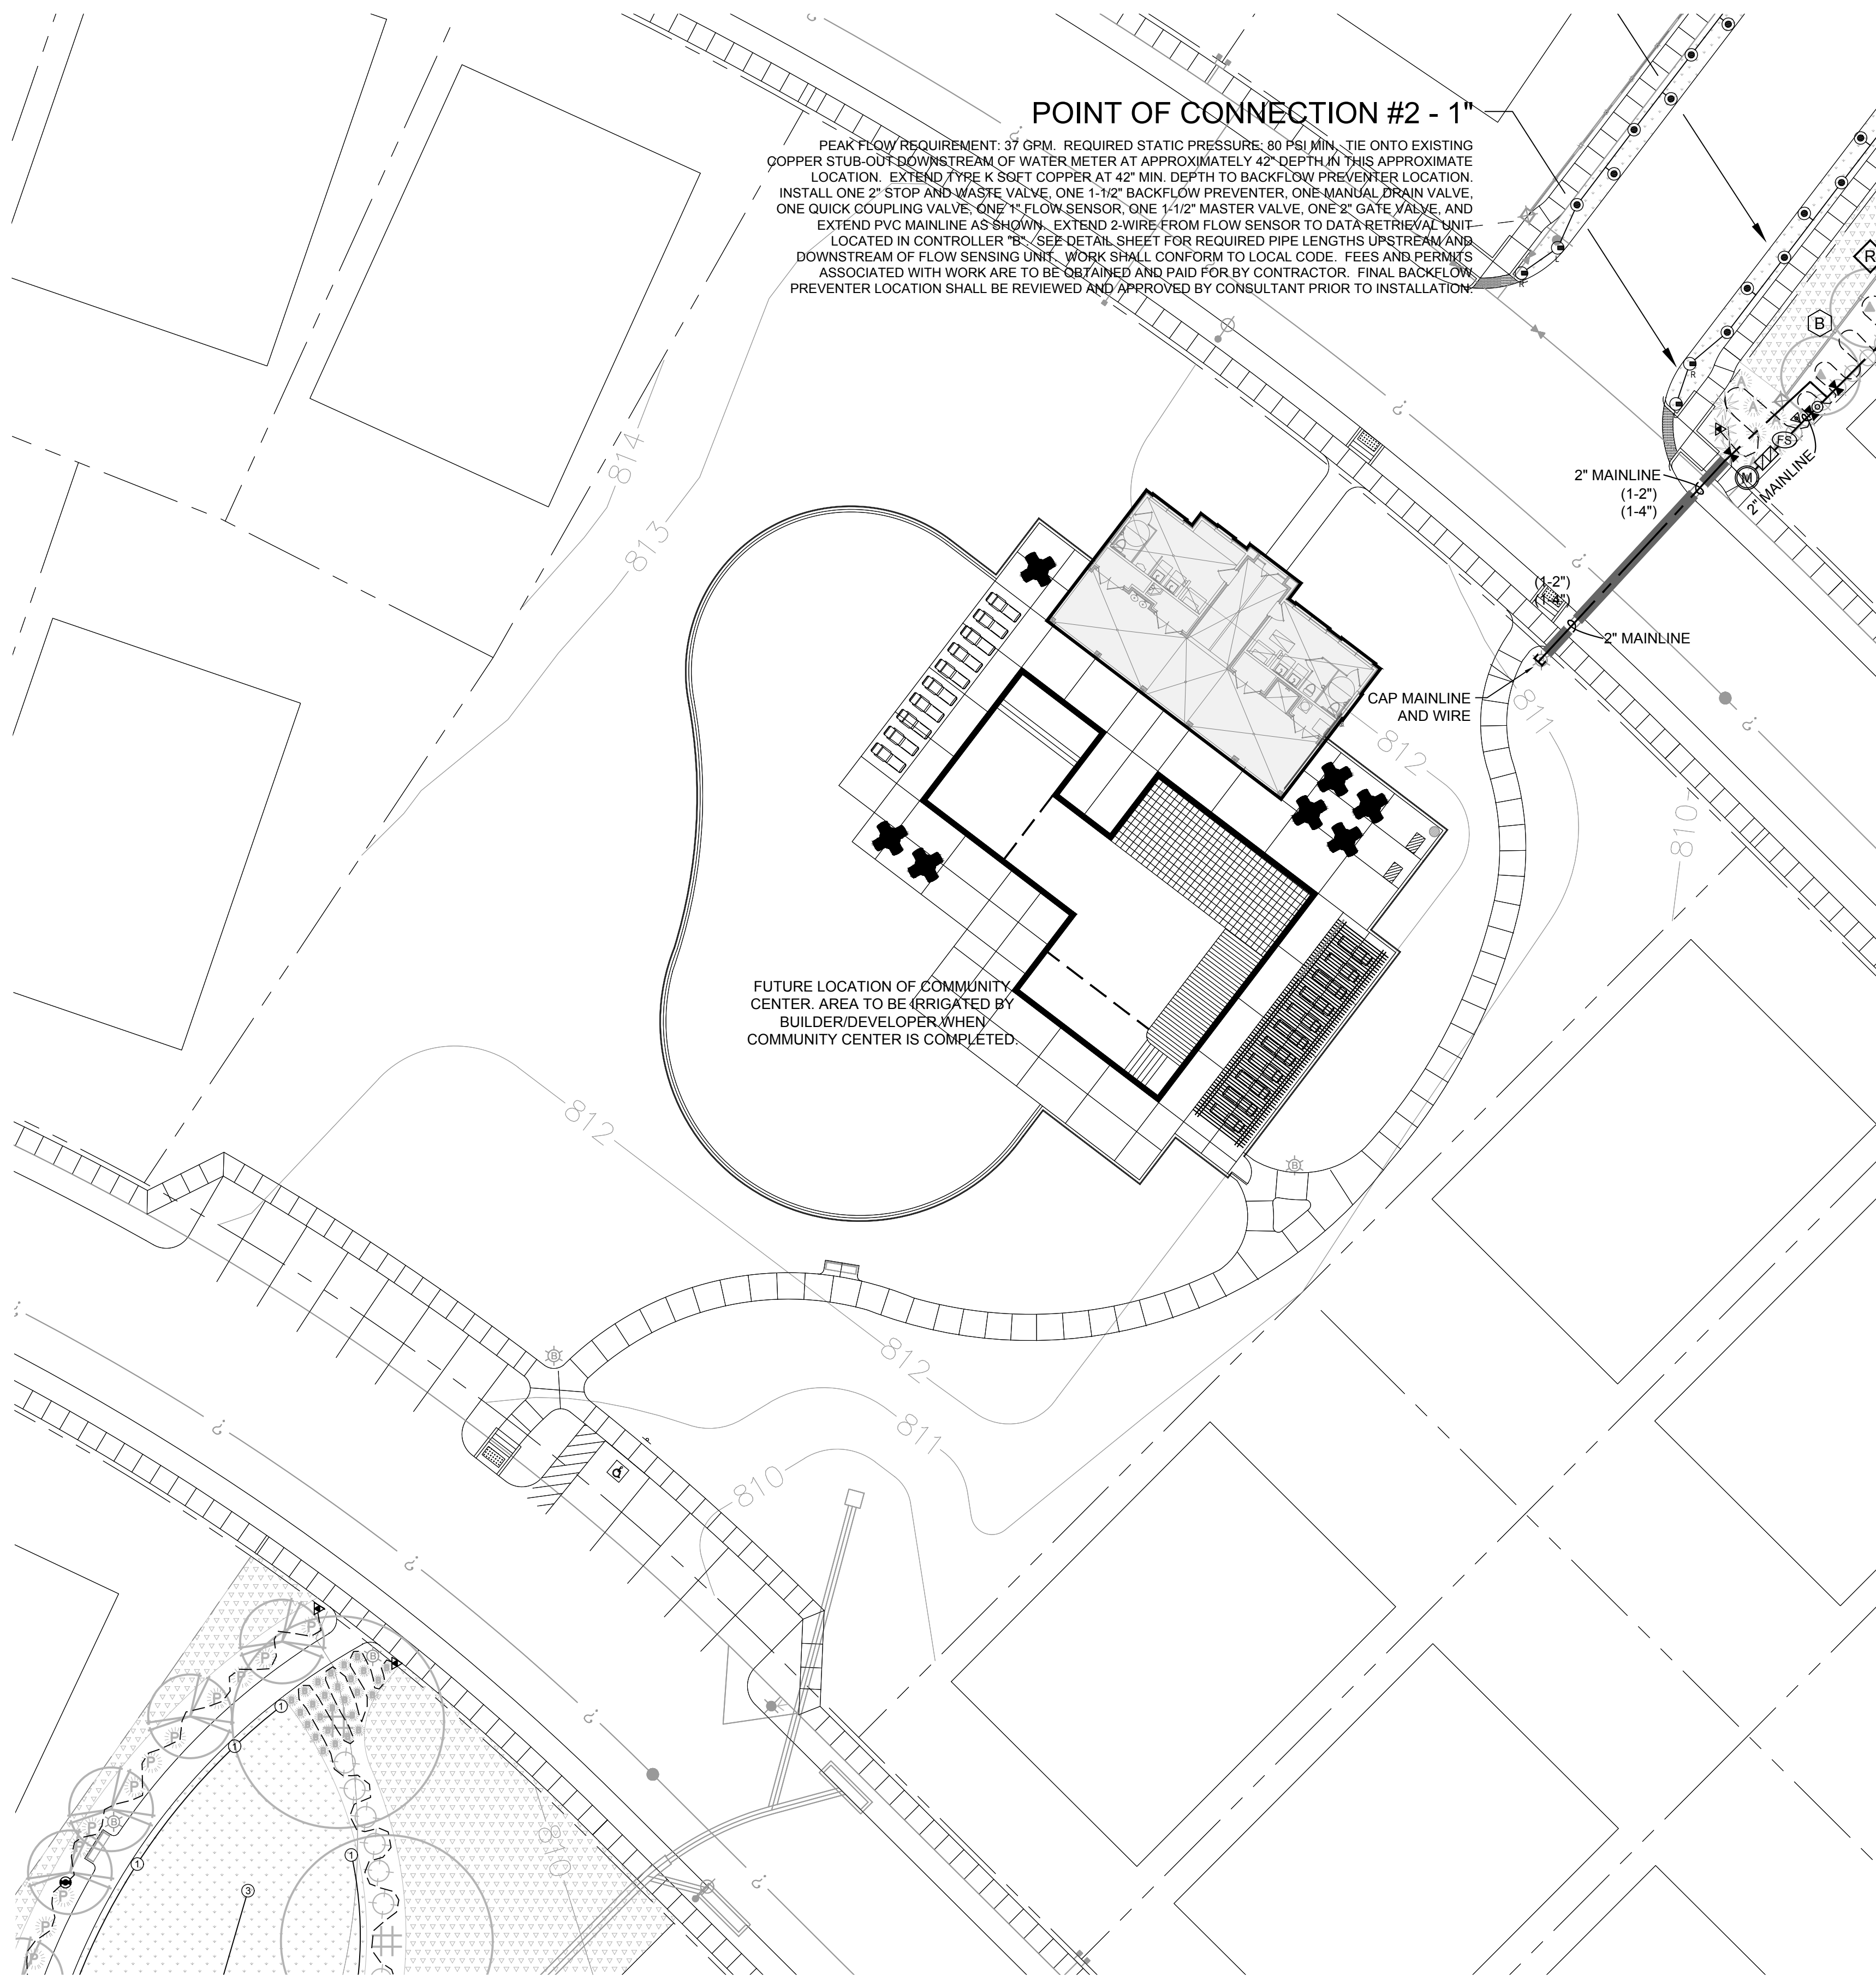 POINT OF CONNECTION #2 - 1"
PEAK FLOW REQUIREMENT: 37 GPM. REQUIRED STATIC PRESSURE: 80 PSI MIN. TIE ONTO EXISTING
COPPER STUB-OUT DOWNSTREAM OF WATER METER AT APPROXIMATELY 42" DEPTH IN THIS APPROXIMATE
LOCATION. EXTEND TYPE K SOFT COPPER AT 42" MIN. DEPTH TO BACKFLOW PREVENTER LOCATION.
INSTALL ONE 2" STOP AND WASTE VALVE, ONE 1-1/2" BACKFLOW PREVENTER, ONE MANUAL DRAIN VALVE,
ONE QUICK COUPLING VALVE, ONE 1" FLOW SENSOR, ONE 1-1/2" MASTER VALVE, ONE 2" GATE VALVE, AND
EXTEND PVC MAINLINE AS SHOWN. EXTEND 2-WIRE FROM FLOW SENSOR TO DATA RETRIEVAL UNIT
LOCATED IN CONTROLLER "B". SEE DETAIL SHEET FOR REQUIRED PIPE LENGTHS UPSTREAM AND
DOWNSTREAM OF FLOW SENSING UNIT. WORK SHALL CONFORM TO LOCAL CODE. FEES AND PERMITS
ASSOCIATED WITH WORK ARE TO BE OBTAINED AND PAID FOR BY CONTRACTOR. FINAL BACKFLOW
PREVENTER LOCATION SHALL BE REVIEWED AND APPROVED BY CONSULTANT PRIOR TO INSTALLATION.
R
B
L
R
R
A
A
FS
M
2" MAINLINE
2" MAINLINE
(1-2")
(1-4")
814
813
(1-2")
(1-4")
2" MAINLINE
CAP MAINLINE
AND WIRE
811
812
810
FUTURE LOCATION OF COMMUNITY
CENTER. AREA TO BE IRRIGATED BY
BUILDER/DEVELOPER WHEN
COMMUNITY CENTER IS COMPLETED.
812
B
B
812
811
810
P
P
B
P
P
1
P
1
P
P
B
P
1
1
P
3
P
P
810